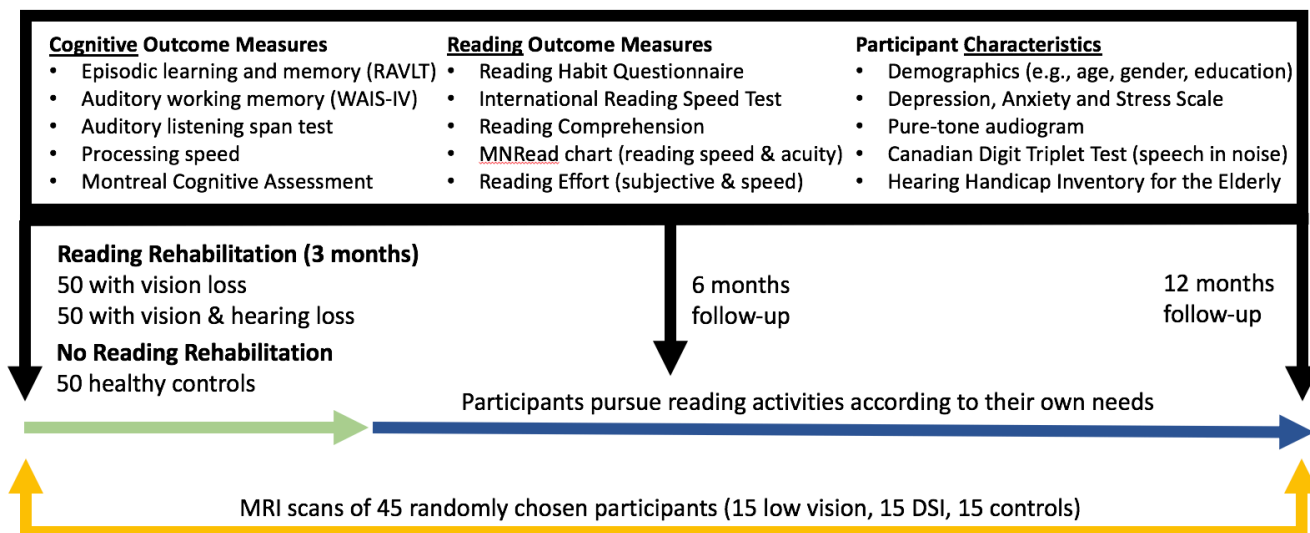 Cognitive Outcome Measures
• Episodic learning and memory (RAVLT)
• Auditory working memory (WAIS-IV)
• Auditory listening span test
• Processing speed
• Montreal Cognitive Assessment
Reading Outcome Measures
• Reading Habit Questionnaire
• International Reading Speed Test
• Reading Comprehension
• MNRead chart (reading speed & acuity)
• Reading Effort (subjective & speed)
Participant Characteristics
• Demographics (e.g., age, gender, education)
• Depression, Anxiety and Stress Scale
• Pure-tone audiogram
• Canadian Digit Triplet Test (speech in noise)
• Hearing Handicap Inventory for the Elderly
Reading Rehabilitation (3 months)
50 with vision loss
50 with vision & hearing loss
No Reading Rehabilitation
50 healthy controls
6 months
follow-up
12 months
follow-up
Participants pursue reading activities according to their own needs
MRI scans of 45 randomly chosen participants (15 low vision, 15 DSI, 15 controls)